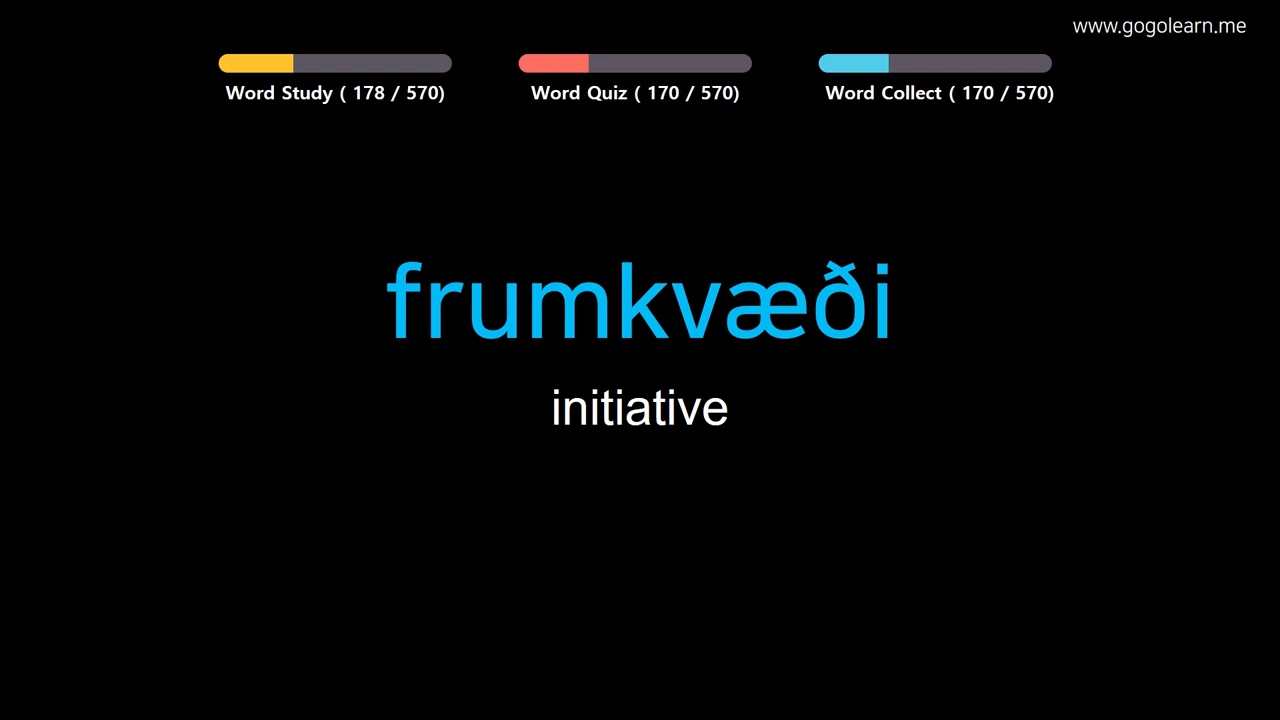 www.gogolearn.me
Word Study ( 178 / 570)
Word Quiz ( 170 / 570)
Word Collect ( 170 / 570)
frumkvæði
initiative